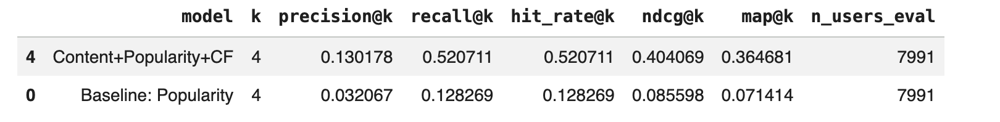 model k precision@k recall@k hit_rate@k ndcg@k map@k n_users_eval
4 Content+Popularity+CF 4 0.130178 0.520711 0.520711 0.404069 0.364681 7991
0 Baseline: Popularity 4 0.032067 0.128269 0.128269 0.085598 0.071414 7991